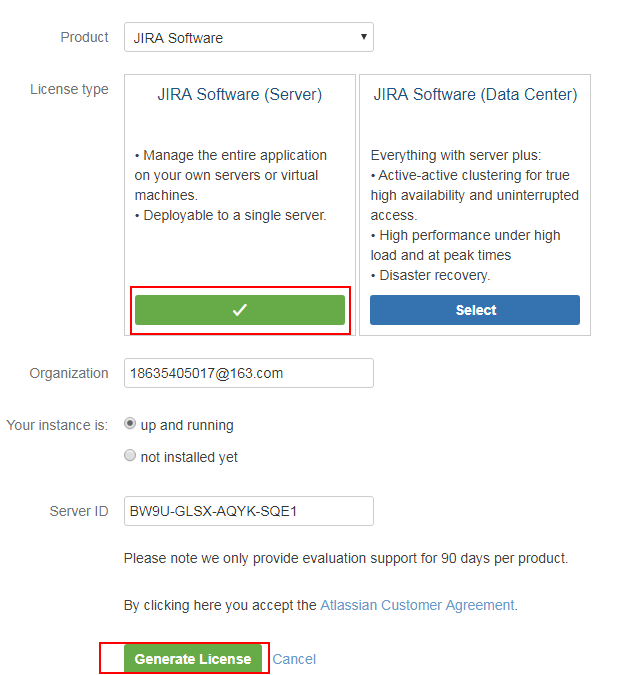 Product
JIRA Software
License type
JIRA Software (Server)
• Manage the entire application
on your own servers or virtual
machines.
• Deployable to a single server.
JIRA Software (Data Center)
Everything with server plus:
• Active-active clustering for true
high availability and uninterrupted
access.
• High performance under high
load and at peak times
• Disaster recovery.
Select
Organization
18635405017@163.com
Your instance is:
up and running
not installed yet
Server ID
BW9U-GLSX-AQYK-SQE1
Please note we only provide evaluation support for 90 days per product.
By clicking here you accept the Atlassian Customer Agreement.
Generate License
Cancel